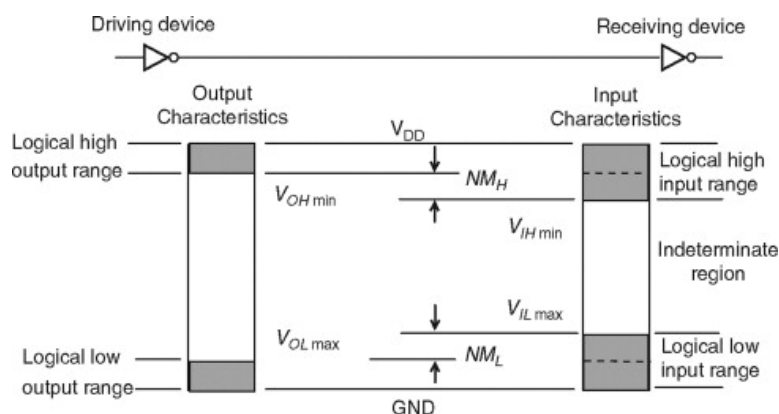 Driving device
Receiving device
Output
Characteristics
Input
Characteristics
V_DD
Logical high
output range
NM_H
Logical high
input range
V_OH min
V_IH min
Indeterminate
region
V_IL max
V_OL max
Logical low
output range
NM_L
Logical low
input range
GND